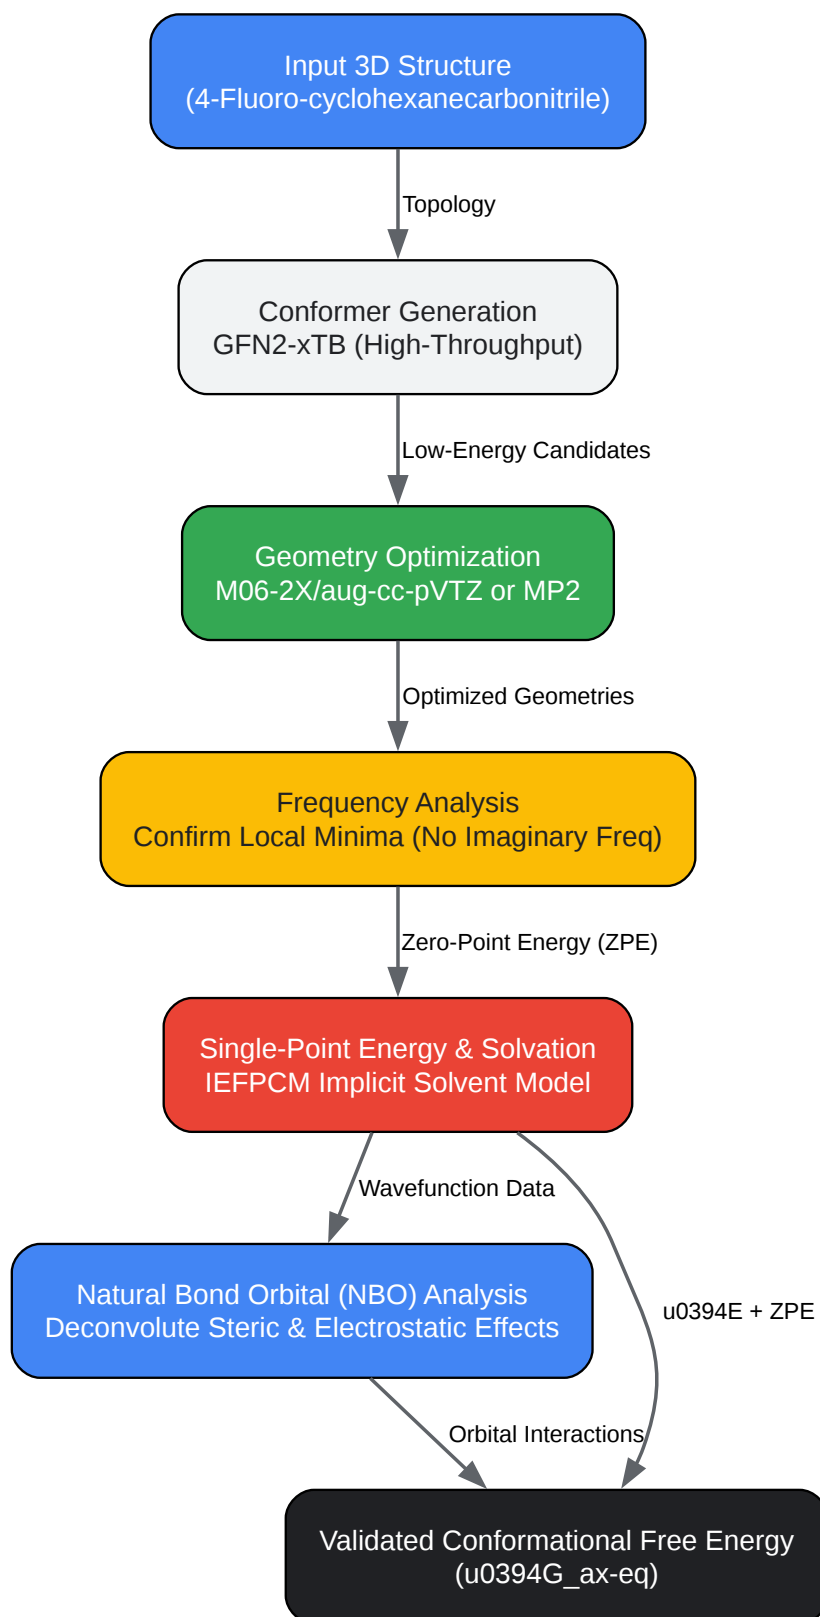 Input 3D Structure
(4-Fluoro-cyclohexanecarbonitrile)
Topology
Conformer Generation
GFN2-xTB (High-Throughput)
Low-Energy Candidates
Geometry Optimization
M06-2X/aug-cc-pVTZ or MP2
Optimized Geometries
Frequency Analysis
Confirm Local Minima (No Imaginary Freq)
Zero-Point Energy (ZPE)
Single-Point Energy & Solvation
IEFPCM Implicit Solvent Model
Wavefunction Data
Natural Bond Orbital (NBO) Analysis
Deconvolute Steric & Electrostatic Effects
u0394E + ZPE
Orbital Interactions
Validated Conformational Free Energy
(u0394G_ax-eq)